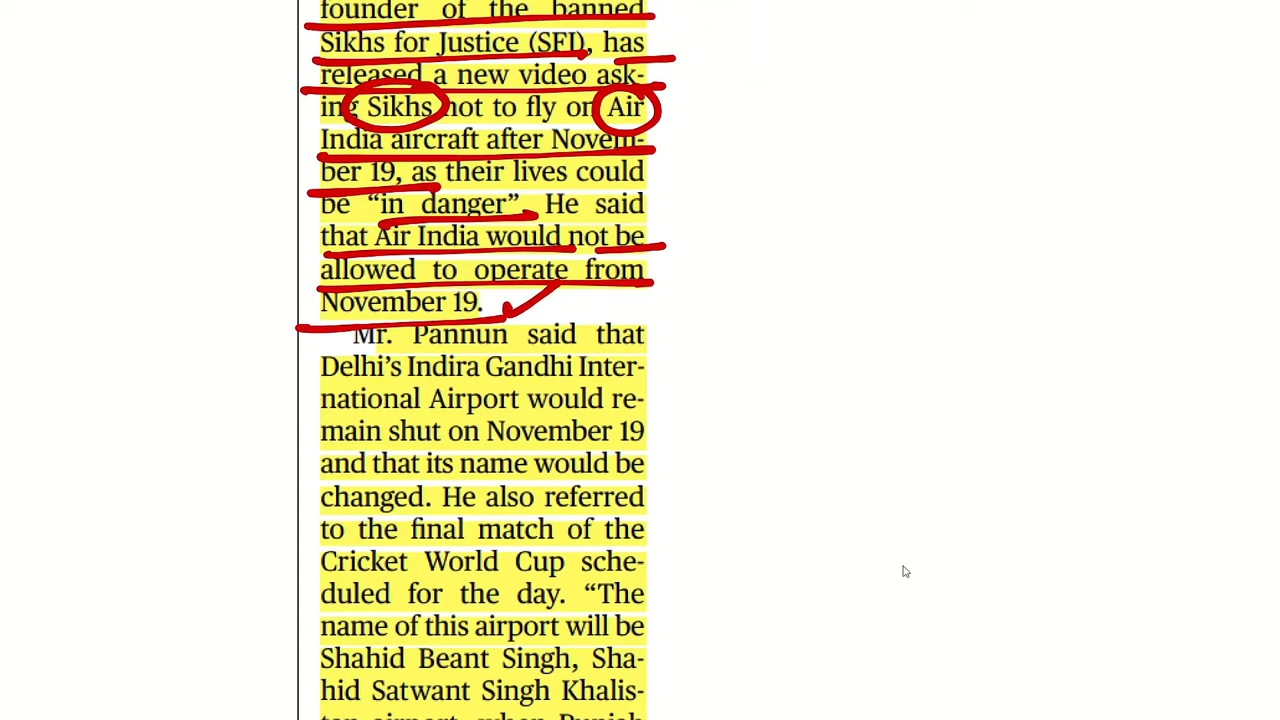 founder of the banned
Sikhs for Justice (SFI), has
released a new video ask-
ing Sikhs not to fly on Air
India aircraft after Novem-
ber 19, as their lives could
be “in danger”. He said
that Air India would not be
allowed to operate from
November 19.
Mr. Pannun said that
Delhi’s Indira Gandhi Inter-
national Airport would re-
main shut on November 19
and that its name would be
changed. He also referred
to the final match of the
Cricket World Cup sche-
duled for the day. “The
name of this airport will be
Shahid Beant Singh, Sha-
hid Satwant Singh Khalis-
tan airport, when Punjab